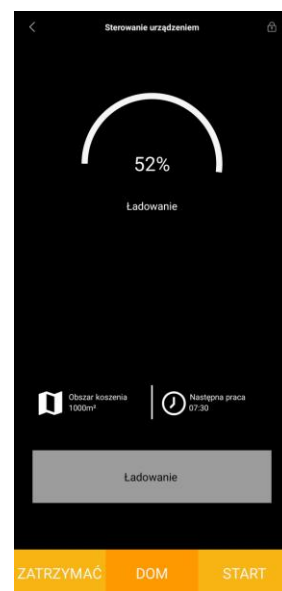 Sterowanie urządzeniem
52%
Ładowanie
Obszar koszenia
1000m²
Następna praca
07:30
Ładowanie
ZATRZYMAĆ DOM START